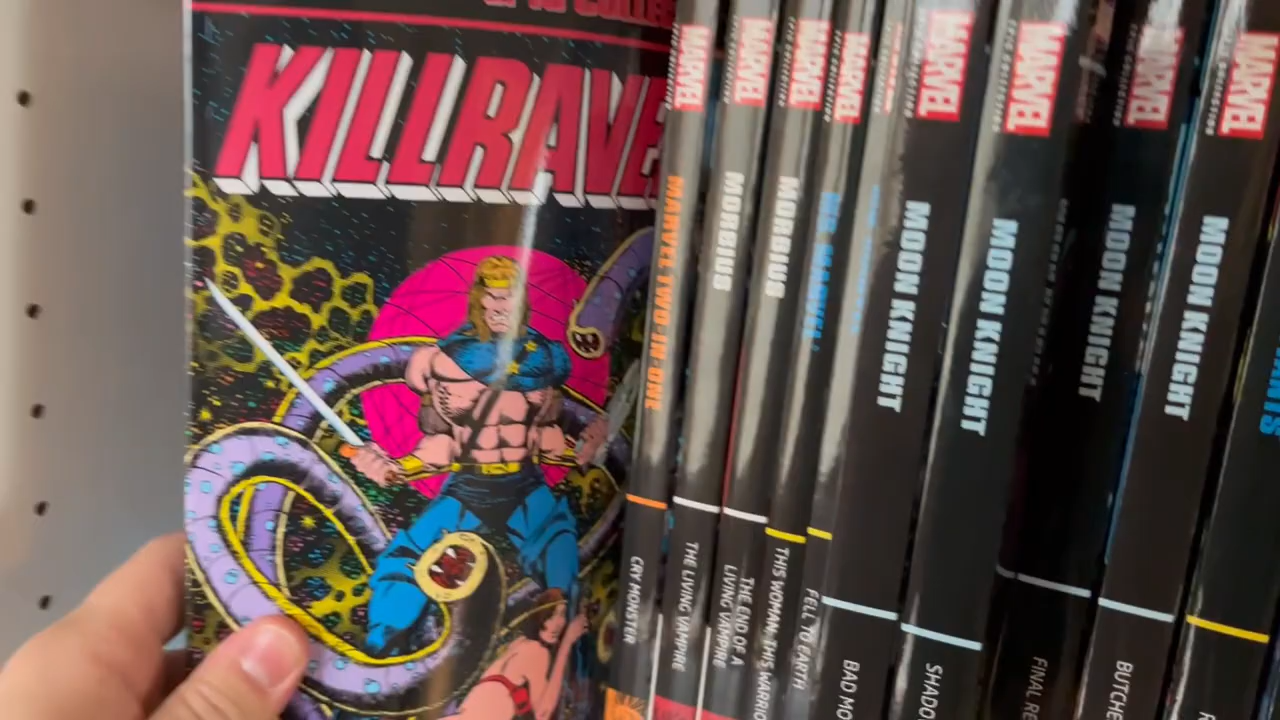 KILLRAVE
MARVEL
MARVEL TWO-IN-ONE
CRY MONSTER
MARVEL
MORBIUS
THE LIVING VAMPIRE
MARVEL
MORBIUS
THE END OF A
LIVING VAMPIRE
MARVEL
MS. MARVEL
THIS WOMAN, THIS WARRIO
FELL TO EARTH
MARVEL
MOON KNIGHT
BAD MO
MARVEL
MOON KNIGHT
SHADO
MARVEL
MOON KNIGHT
FINAL RE
MARVEL
MOON KNIGHT
BUTCHE